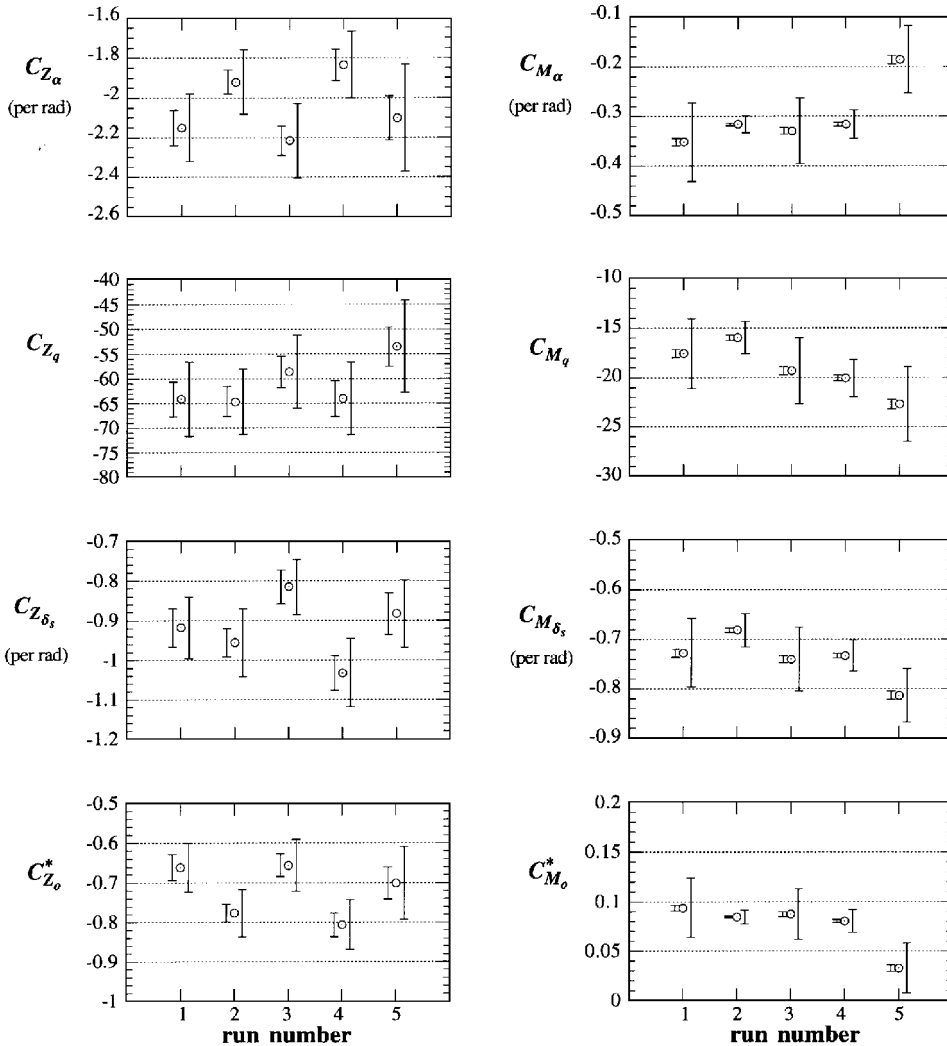 -1.6
-1.8
-2
-2.2
-2.4
-2.6
C_{Z_α}
(per rad)
-0.1
-0.2
-0.3
-0.4
-0.5
C_{M_α}
(per rad)
-40
-45
-50
-55
-60
-65
-70
-75
-80
C_{Z_q}
-10
-15
-20
-25
-30
C_{M_q}
-0.7
-0.8
-0.9
-1
-1.1
-1.2
C_{Z_{δ_s}}
(per rad)
-0.5
-0.6
-0.7
-0.8
-0.9
C_{M_{δ_s}}
(per rad)
-0.5
-0.6
-0.7
-0.8
-0.9
-1
C^*_{Z_o}
1 2 3 4 5
run number
0.2
0.15
0.1
0.05
0
C^*_{M_o}
1 2 3 4 5
run number